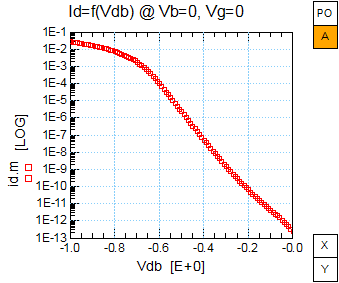 Id=f(Vdb) @ Vb=0, Vg=0
PO
A
1E-1
1E-2
1E-3
1E-4
1E-5
1E-6
1E-7
1E-8
1E-9
1E-10
1E-11
1E-12
1E-13
id.m [LOG]
-1.0 -0.8 -0.6 -0.4 -0.2 -0.0
Vdb [E+0]
X
Y